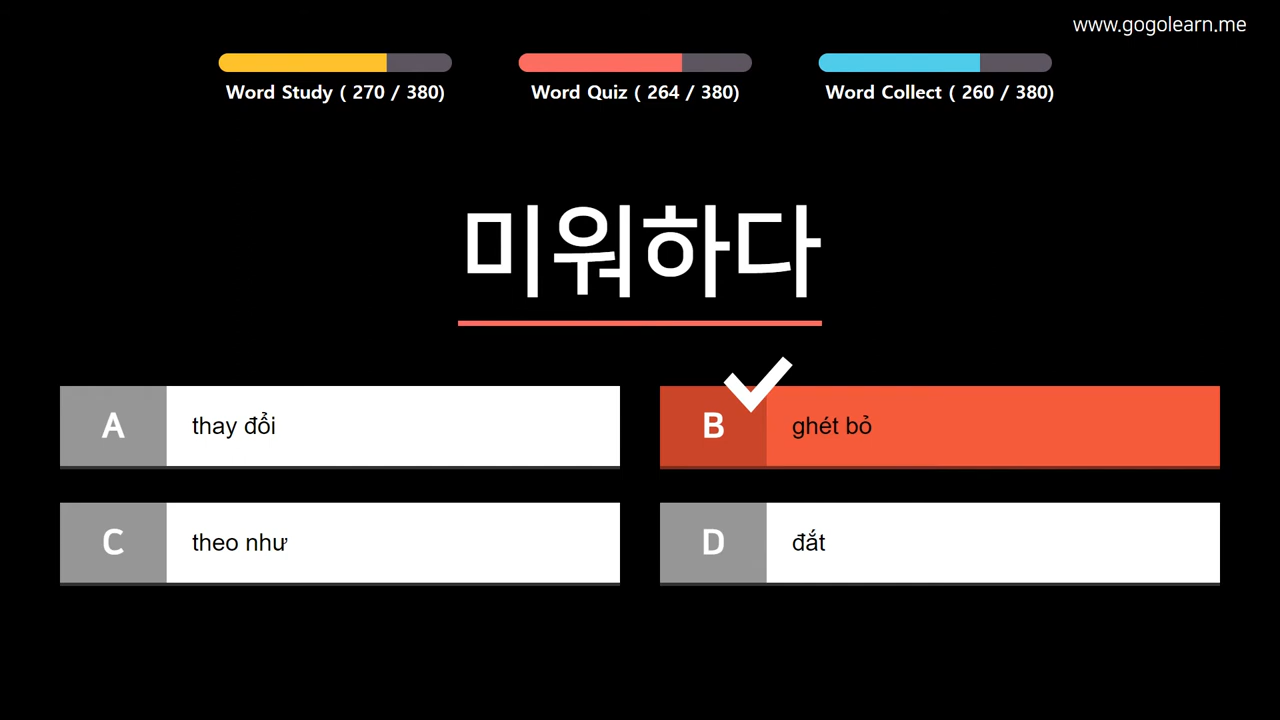 www.gogolearn.me
Word Study ( 270 / 380)
Word Quiz ( 264 / 380)
Word Collect ( 260 / 380)
미워하다
A thay đổi
B ghét bỏ
C theo như
D đắt